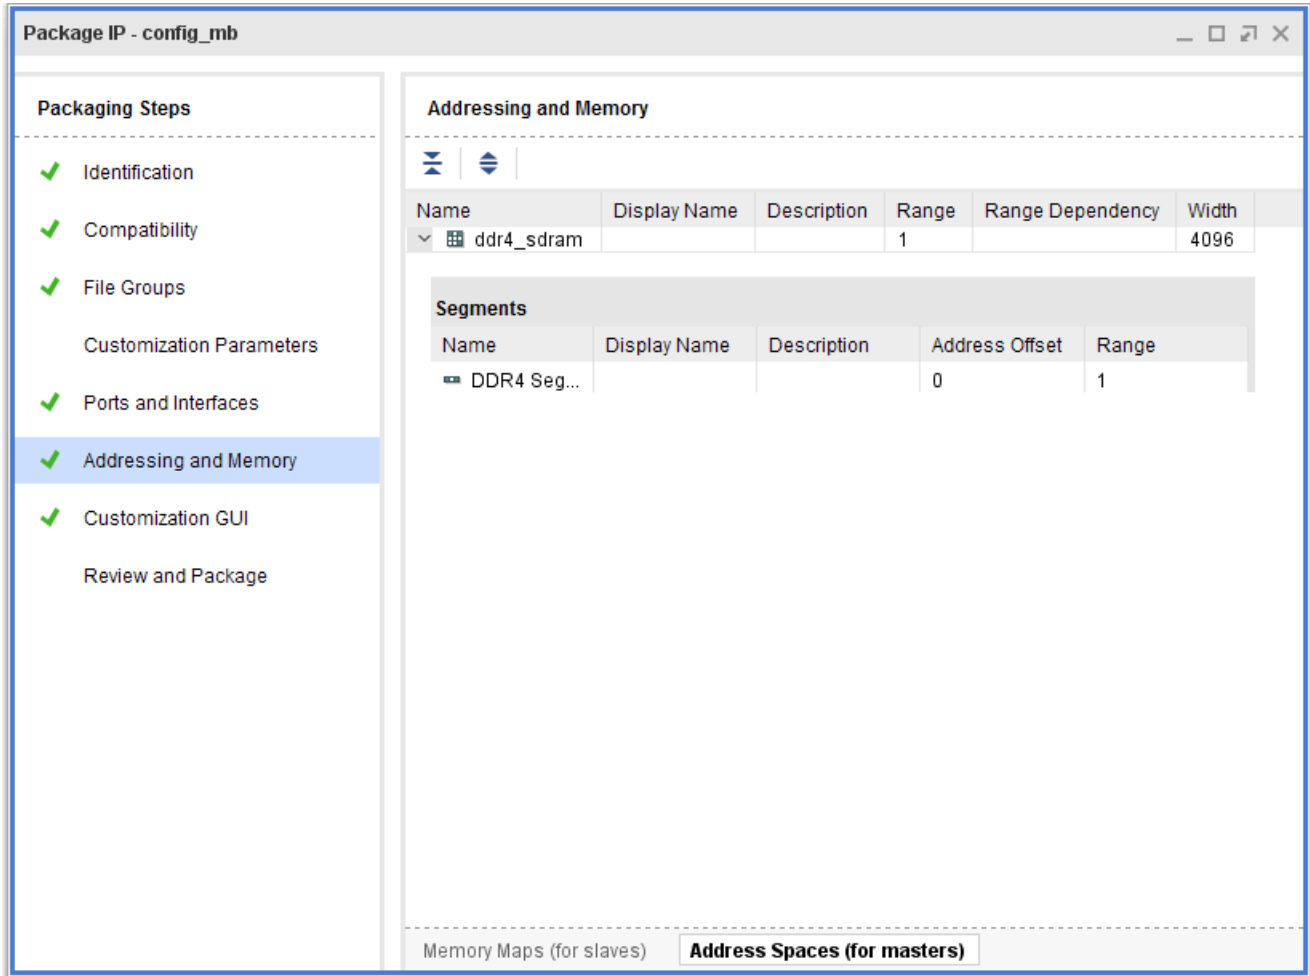 Package IP - config_mb
Packaging Steps
Identification
Compatibility
File Groups
Customization Parameters
Ports and Interfaces
Addressing and Memory
Customization GUI
Review and Package
Addressing and Memory
Name Display Name Description Range Range Dependency Width
ddr4_sdram 1 4096
Segments
Name Display Name Description Address Offset Range
DDR4 Seg... 0 1
Memory Maps (for slaves) Address Spaces (for masters)